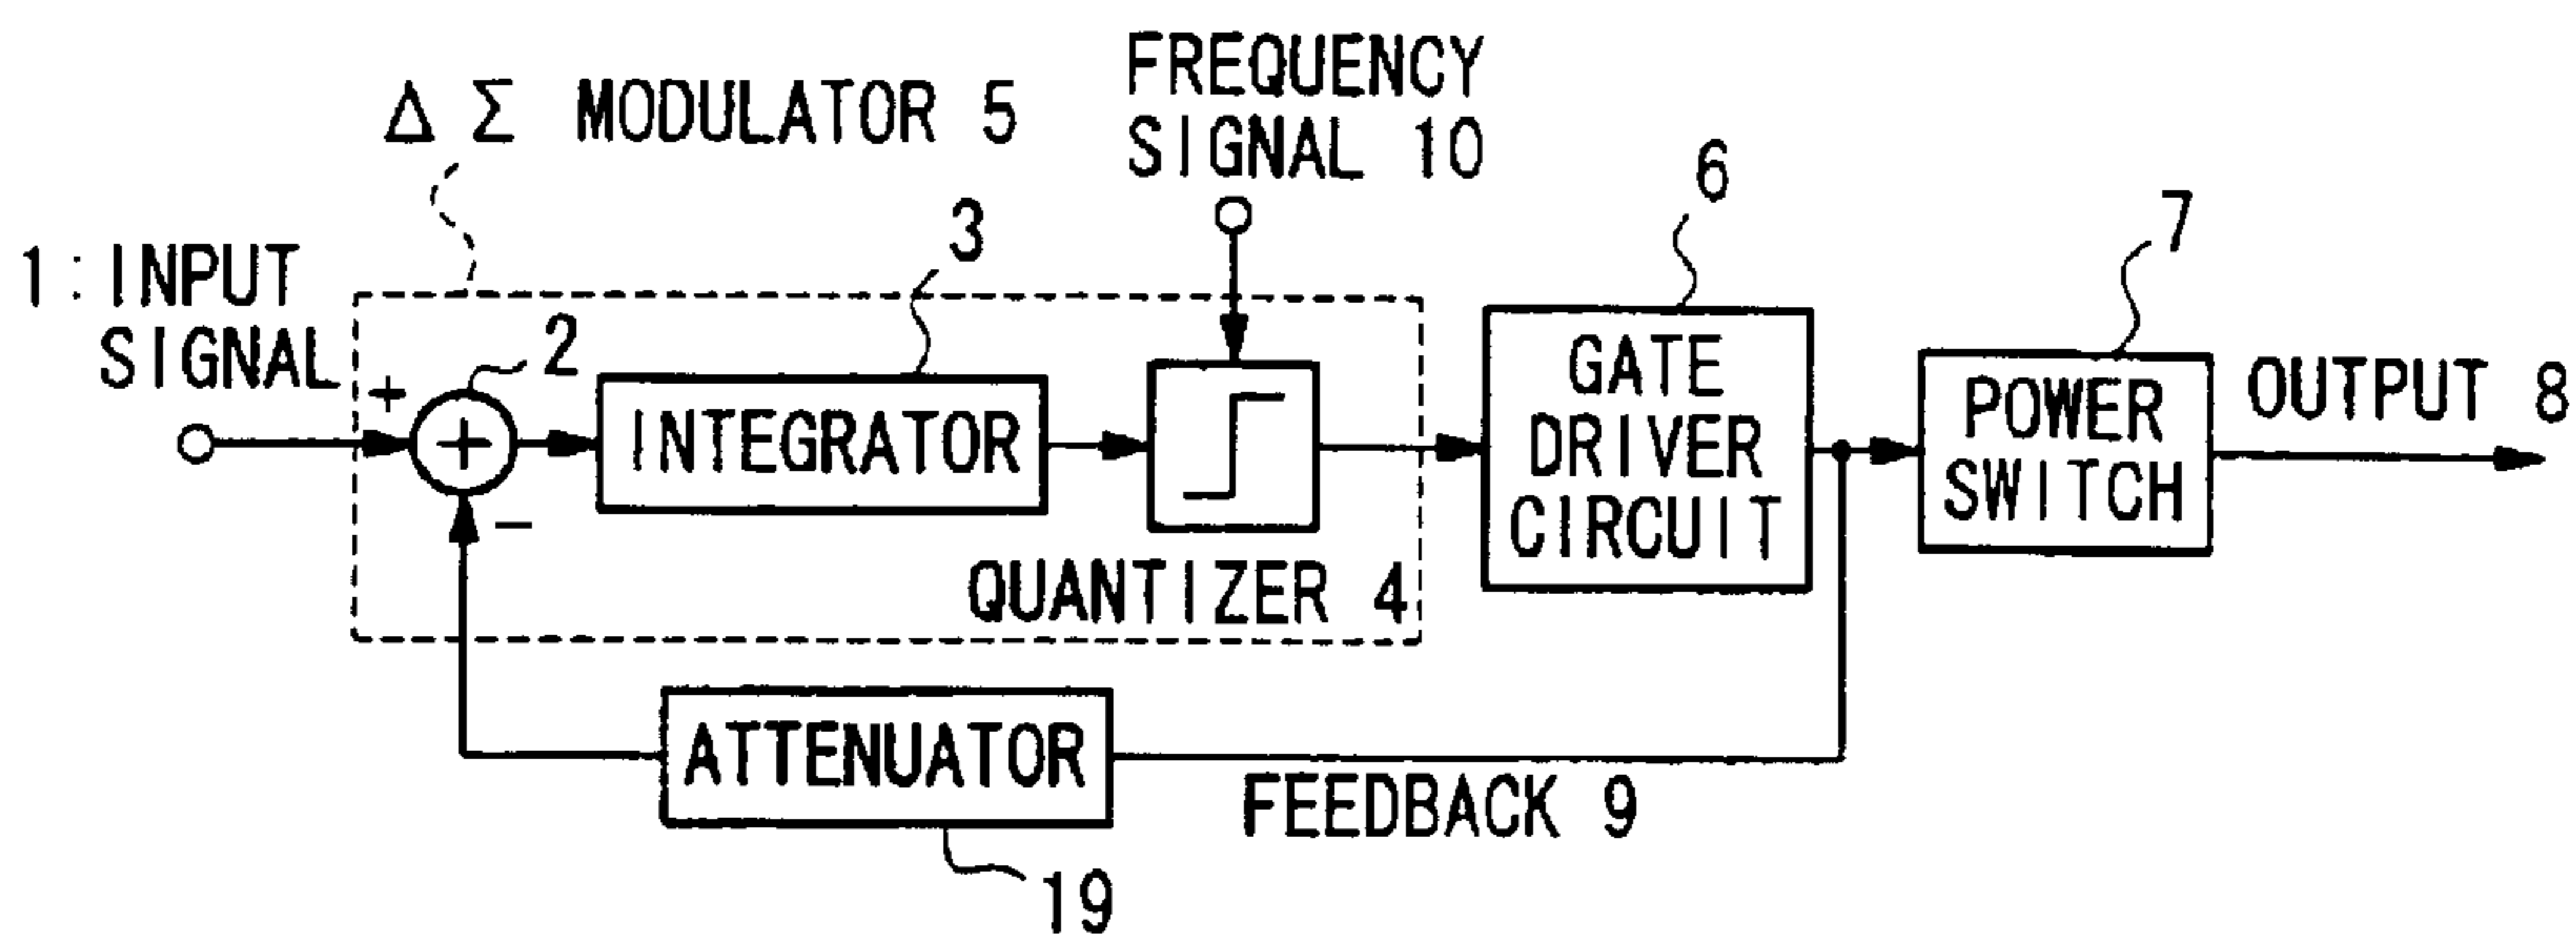 Δ Σ MODULATOR 5
FREQUENCY
SIGNAL 10
1: INPUT
SIGNAL
2
3
6
7
+
-
+
INTEGRATOR
QUANTIZER 4
GATE
DRIVER
CIRCUIT
POWER
SWITCH
OUTPUT 8
ATTENUATOR
FEEDBACK 9
19